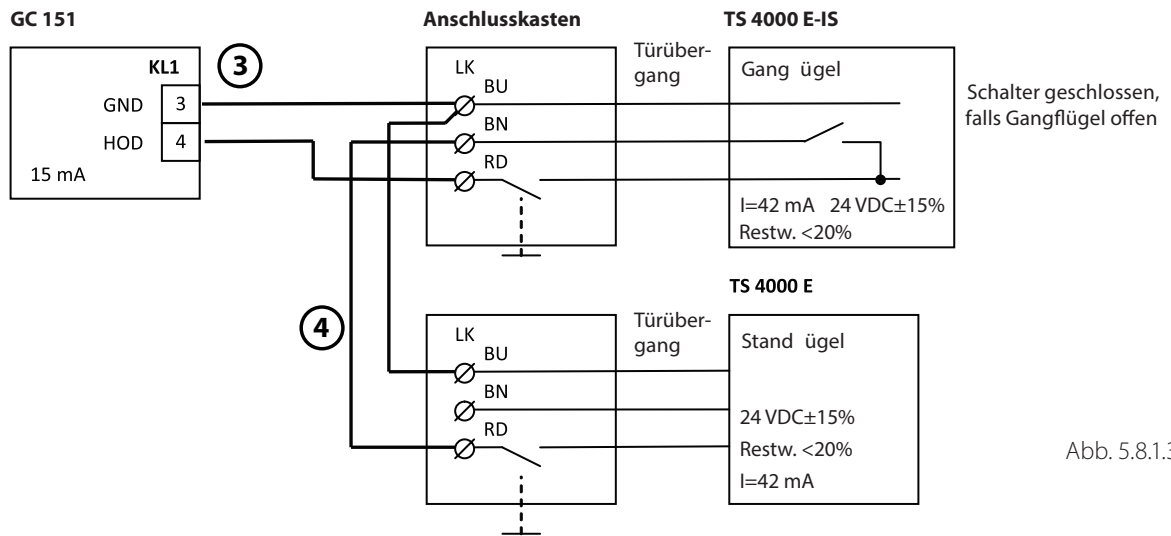 GC 151
Anschlusskasten
TS 4000 E-IS
KL1
3
GND 3
HOD 4
15 mA
LK
BU
BN
RD
Türüber-
gang
Gang ügel
I=42 mA 24 VDC±15%
Restw. <20%
Schalter geschlossen,
falls Gangflügel offen
4
TS 4000 E
LK
BU
BN
RD
Türüber-
gang
Stand ügel
24 VDC±15%
Restw. <20%
I=42 mA
Abb. 5.8.1.3